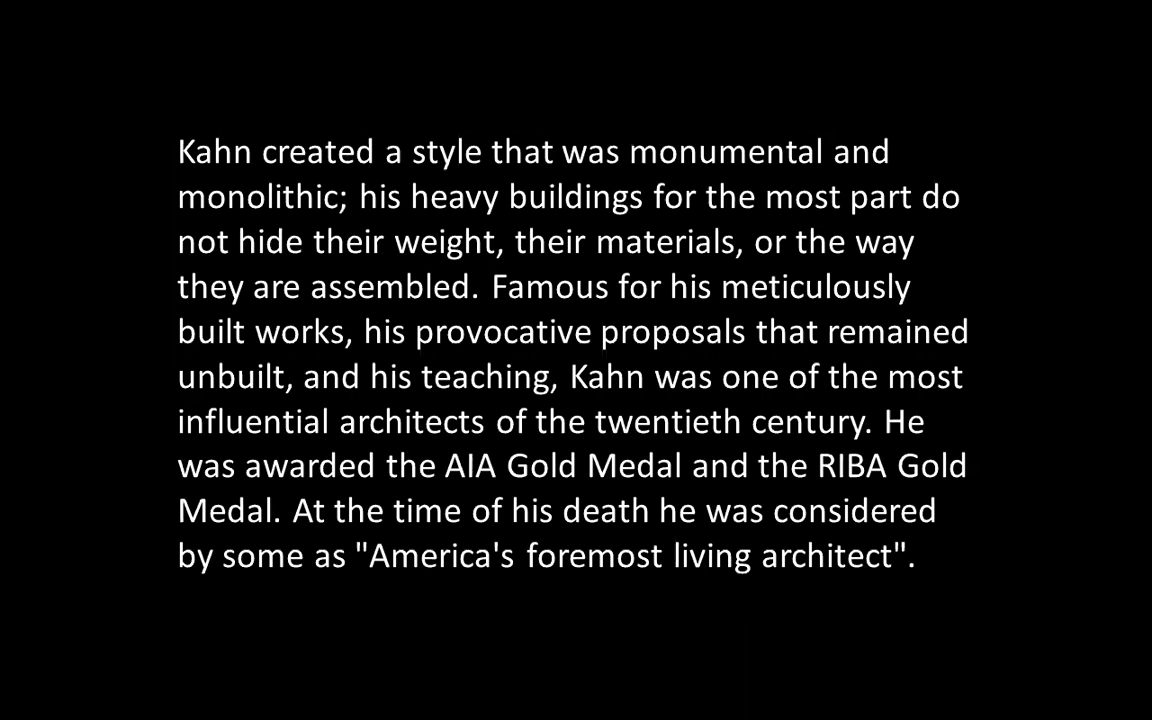 Kahn created a style that was monumental and
monolithic; his heavy buildings for the most part do
not hide their weight, their materials, or the way
they are assembled. Famous for his meticulously
built works, his provocative proposals that remained
unbuilt, and his teaching, Kahn was one of the most
influential architects of the twentieth century. He
was awarded the AIA Gold Medal and the RIBA Gold
Medal. At the time of his death he was considered
by some as "America's foremost living architect".